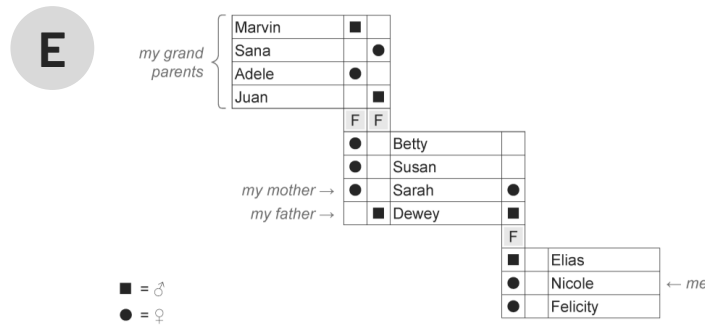 E
my grand
parents
Marvin
Sana
Adele
Juan
F F
Betty
Susan
my mother → Sarah
my father → Dewey
F
Elias
Nicole ← me
Felicity
■ = ♂
● = ♀